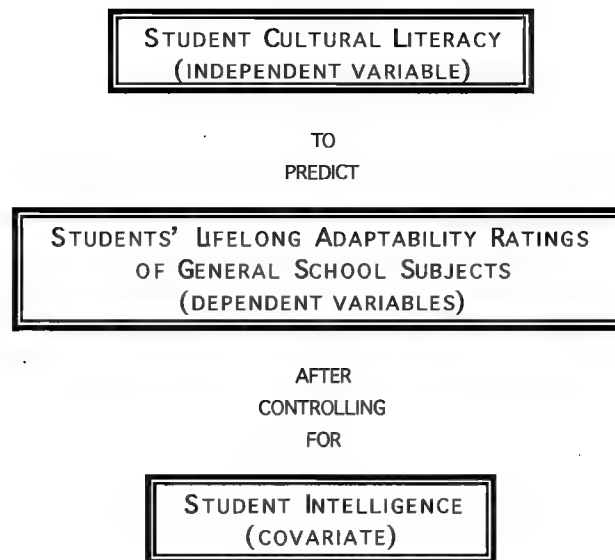 STUDENT CULTURAL LITERACY
(INDEPENDENT VARIABLE)
TO
PREDICT
STUDENTS' LIFELONG ADAPTABILITY RATINGS
OF GENERAL SCHOOL SUBJECTS
(DEPENDENT VARIABLES)
AFTER
CONTROLLING
FOR
STUDENT INTELLIGENCE
(COVARIATE)